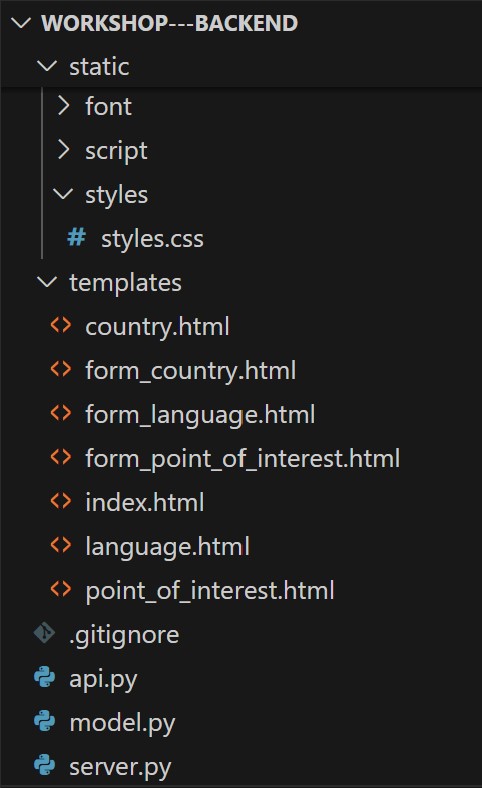 WORKSHOP---BACKEND
static
font
script
styles
# styles.css
templates
<> country.html
<> form_country.html
<> form_language.html
<> form_point_of_interest.html
<> index.html
<> language.html
<> point_of_interest.html
.gitignore
api.py
model.py
server.py